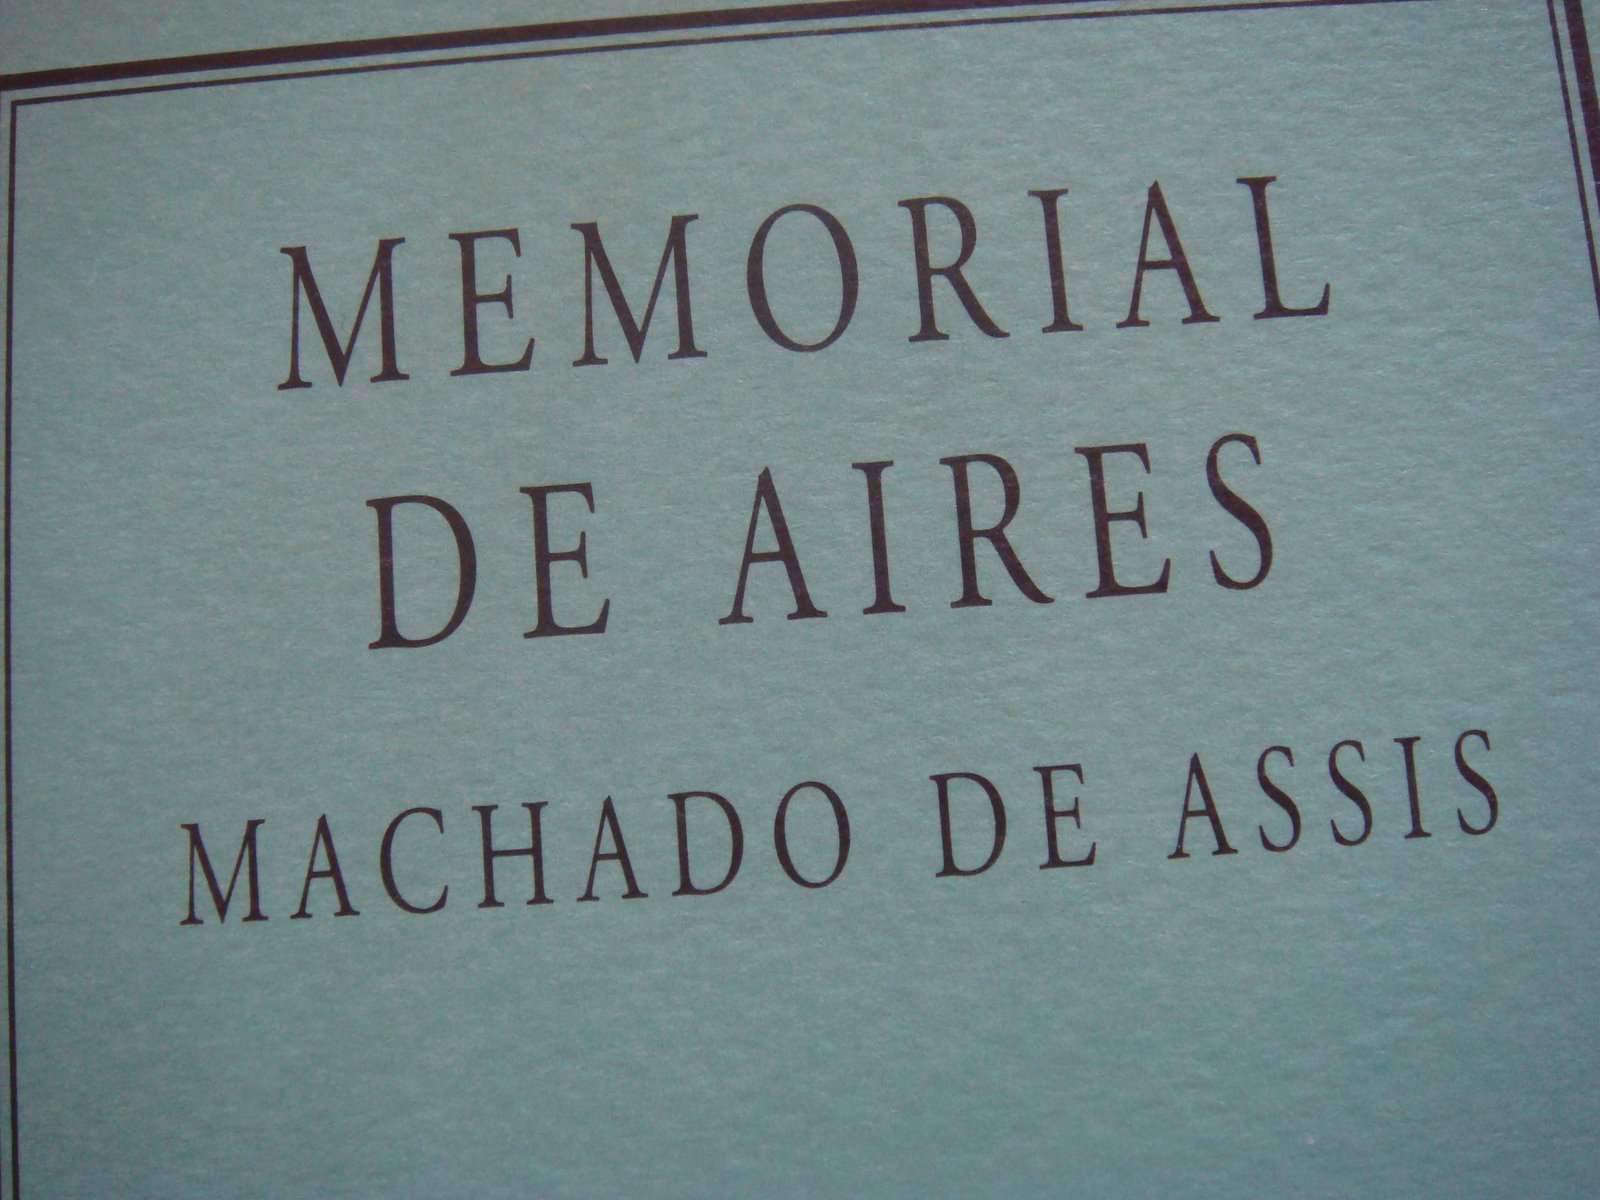 MEMORIAL
DE AIRES
MACHADO DE ASSIS